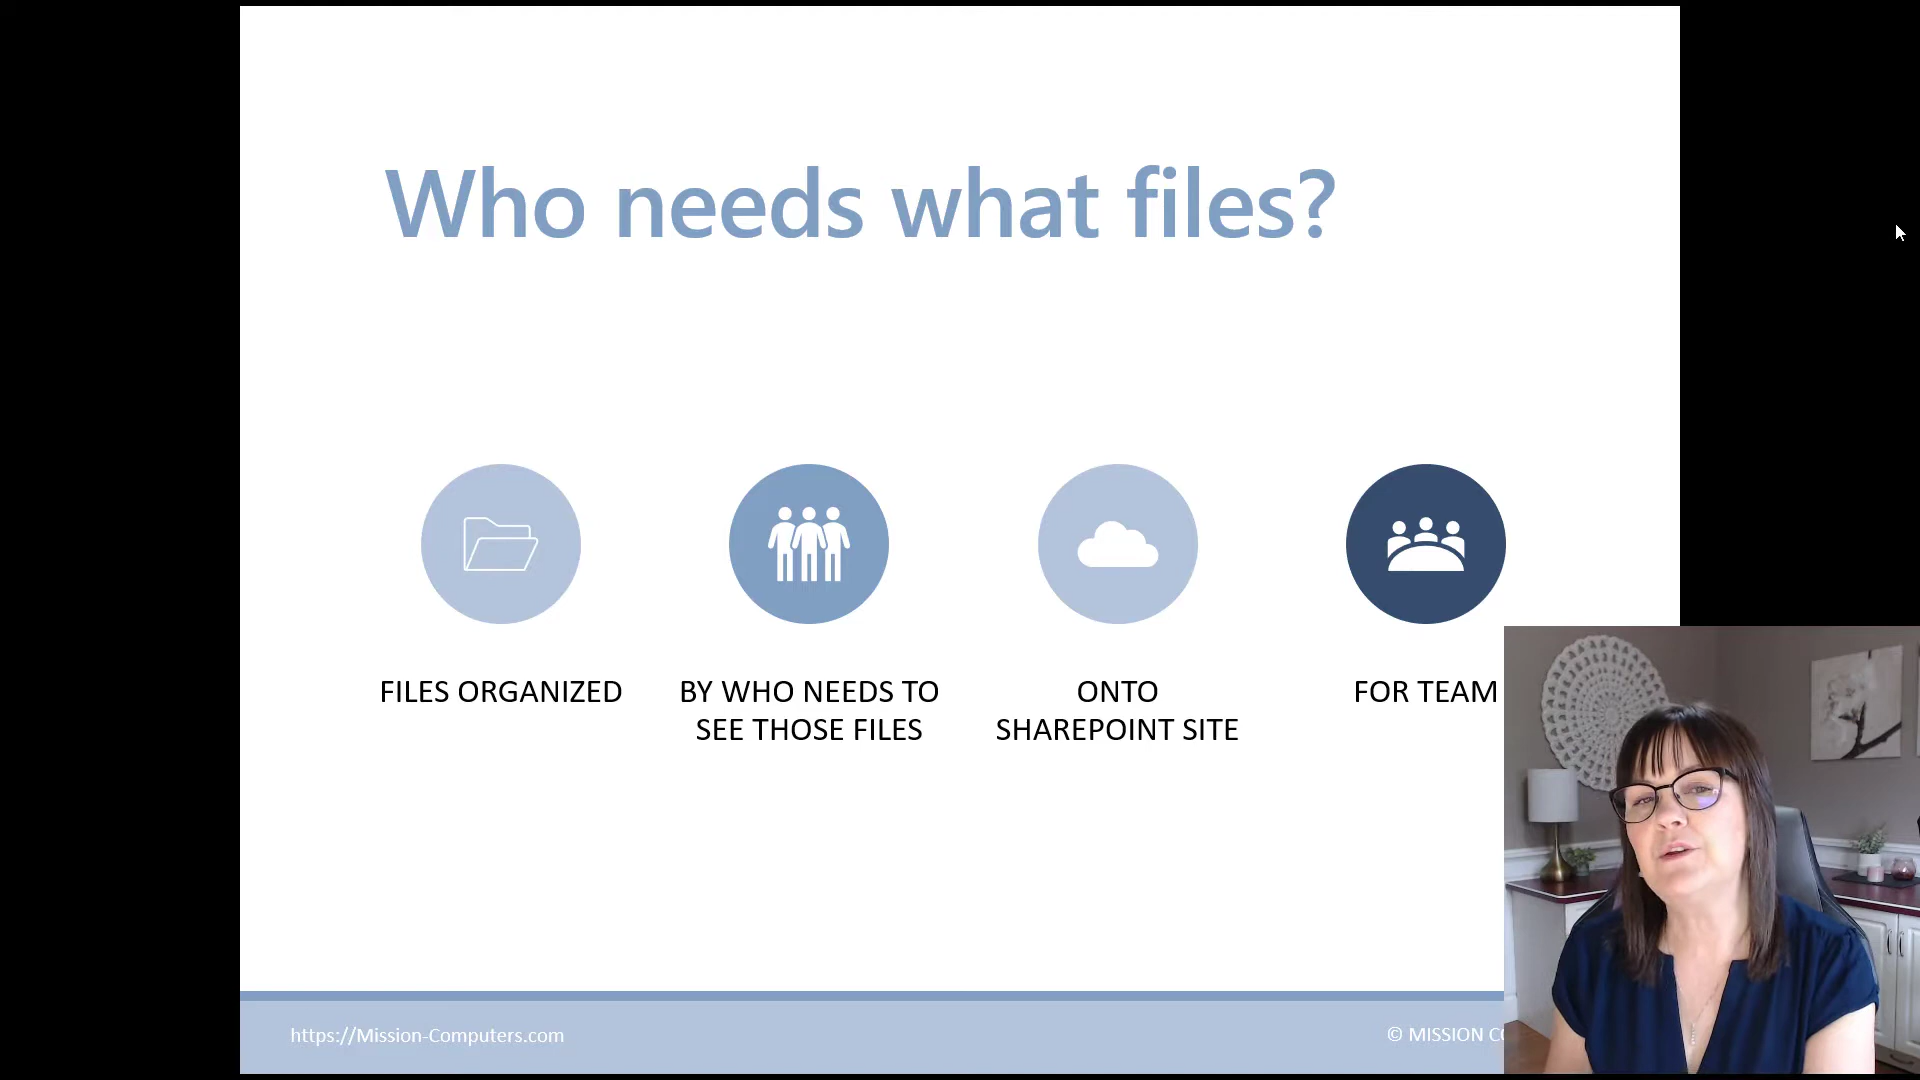 Who needs what files?
FILES ORGANIZED
BY WHO NEEDS TO
SEE THOSE FILES
ONTO
SHAREPOINT SITE
FOR TEAM
https://Mission-Computers.com
© MISSION